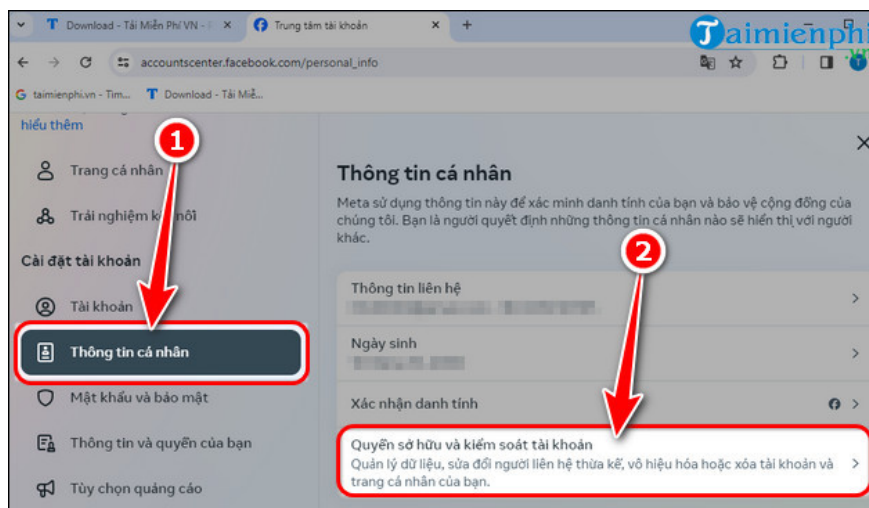 Download - Tải Miễn Phí VN -
Trung tâm tài khoản
Taimienphi
.vn
accountscenter.facebook.com/personal_info
taimienphi.vn - Tìm...
Download - Tải Miễ...
hiểu thêm
1
Trang cá nhân
Trải nghiệm kết nối
Cài đặt tài khoản
Tài khoản
Thông tin cá nhân
Mật khẩu và bảo mật
Thông tin và quyền của bạn
Tùy chọn quảng cáo
Thông tin cá nhân
Meta sử dụng thông tin này để xác minh danh tính của bạn và bảo vệ cộng đồng của
chúng tôi. Bạn là người quyết định những thông tin cá nhân nào sẽ hiển thị với người
khác.
2
Thông tin liên hệ
Ngày sinh
Xác nhận danh tính
Quyền sở hữu và kiểm soát tài khoản
Quản lý dữ liệu, sửa đổi người liên hệ thừa kế, vô hiệu hóa hoặc xóa tài khoản và
trang cá nhân của bạn.